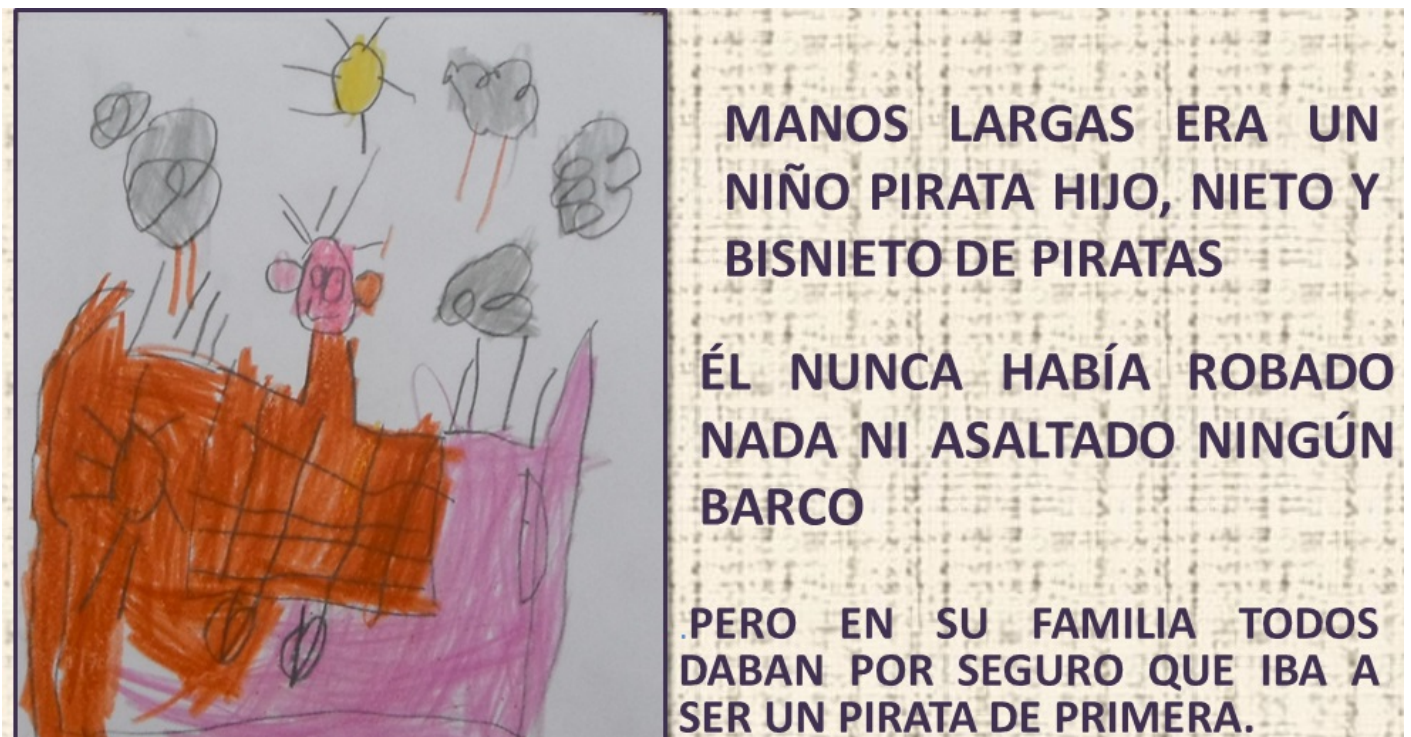 MANOS LARGAS ERA UN
NIÑO PIRATA HIJO, NIETO Y
BISNIETO DE PIRATAS
ÉL NUNCA HABÍA ROBADO
NADA NI ASALTADO NINGÚN
BARCO
.PERO EN SU FAMILIA TODOS
DABAN POR SEGURO QUE IBA A
SER UN PIRATA DE PRIMERA.